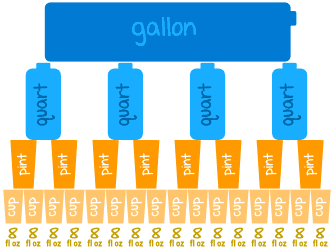 gallon
quart quart quart quart
pint pint pint pint pint pint pint pint
cup cup cup cup cup cup cup cup cup cup cup cup cup cup cup cup
8 8 8 8 8 8 8 8 8 8 8 8 8 8 8 8
fl oz fl oz fl oz fl oz fl oz fl oz fl oz fl oz fl oz fl oz fl oz fl oz fl oz fl oz fl oz fl oz